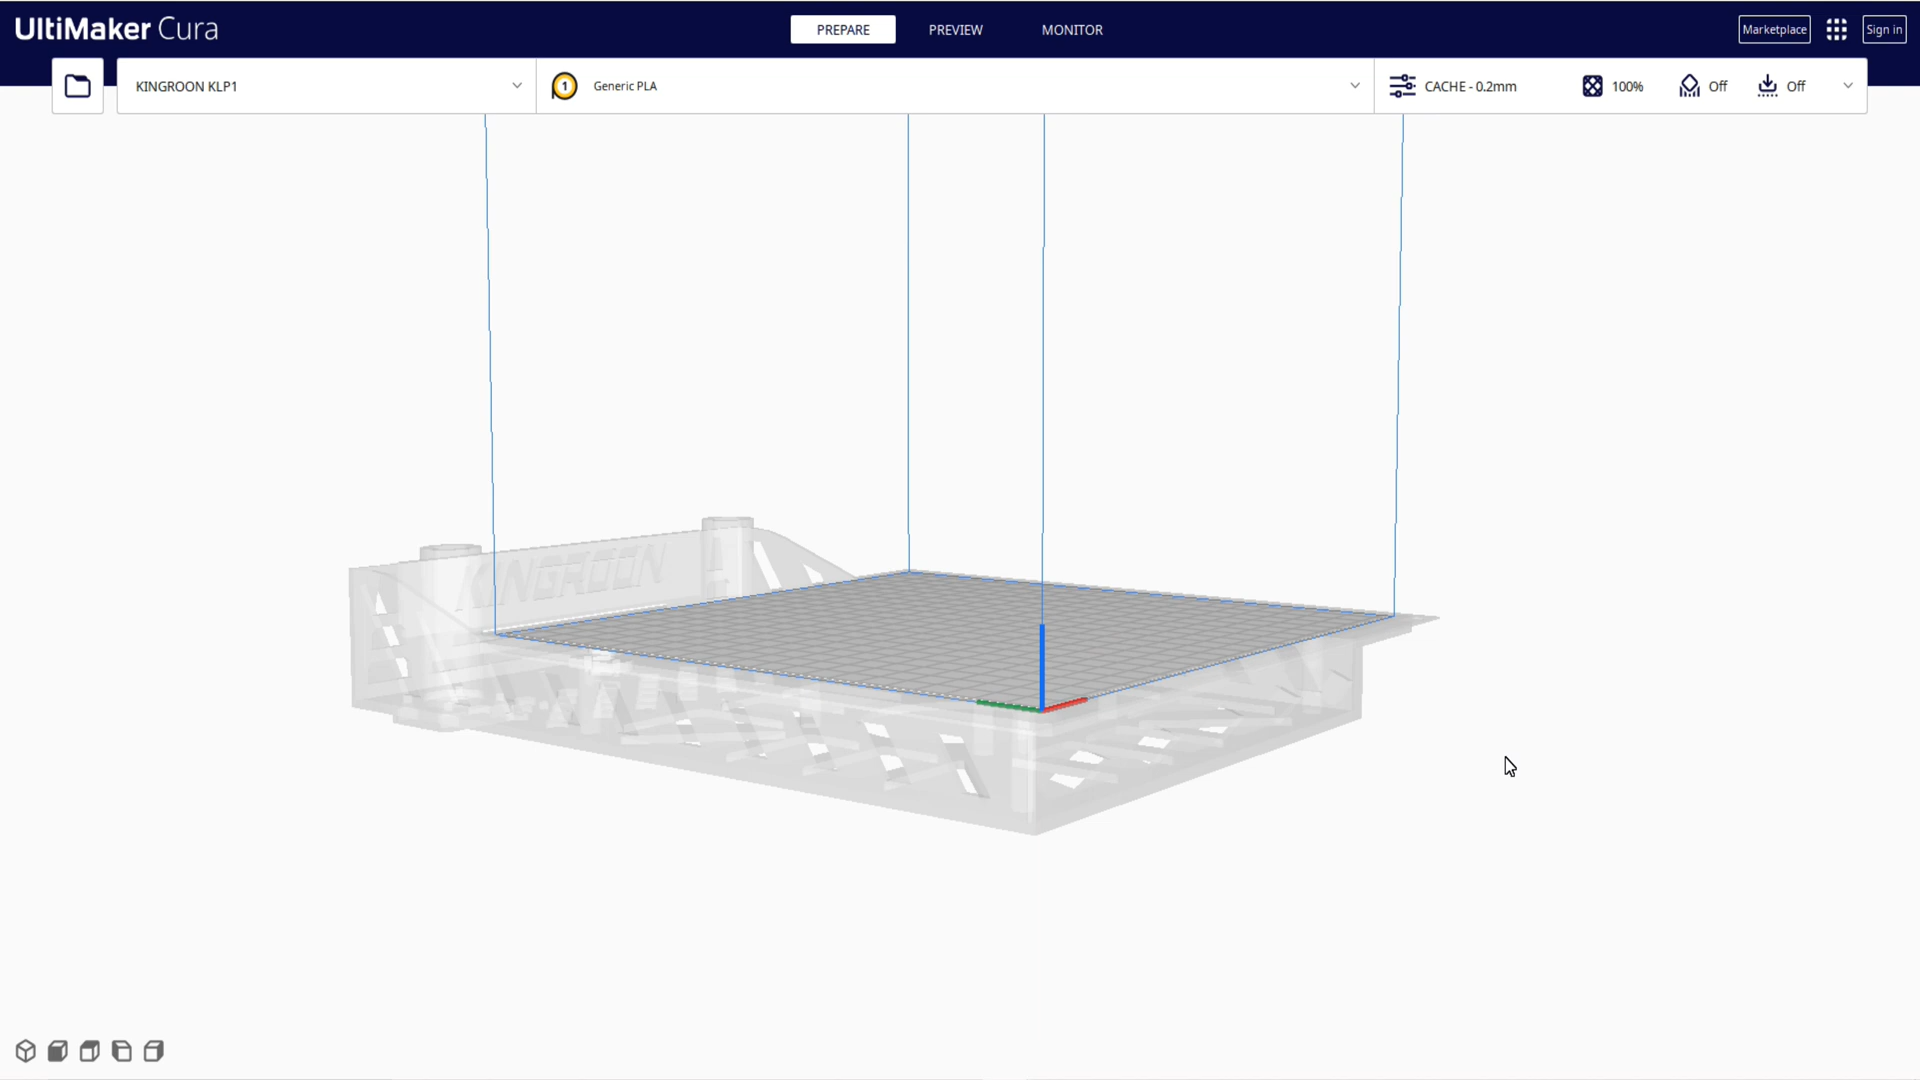 UltiMaker Cura
PREPARE
PREVIEW
MONITOR
Marketplace
Sign in
KINGROON KLP1
1
Generic PLA
CACHE - 0.2mm
100%
Off
Off
KINGROON